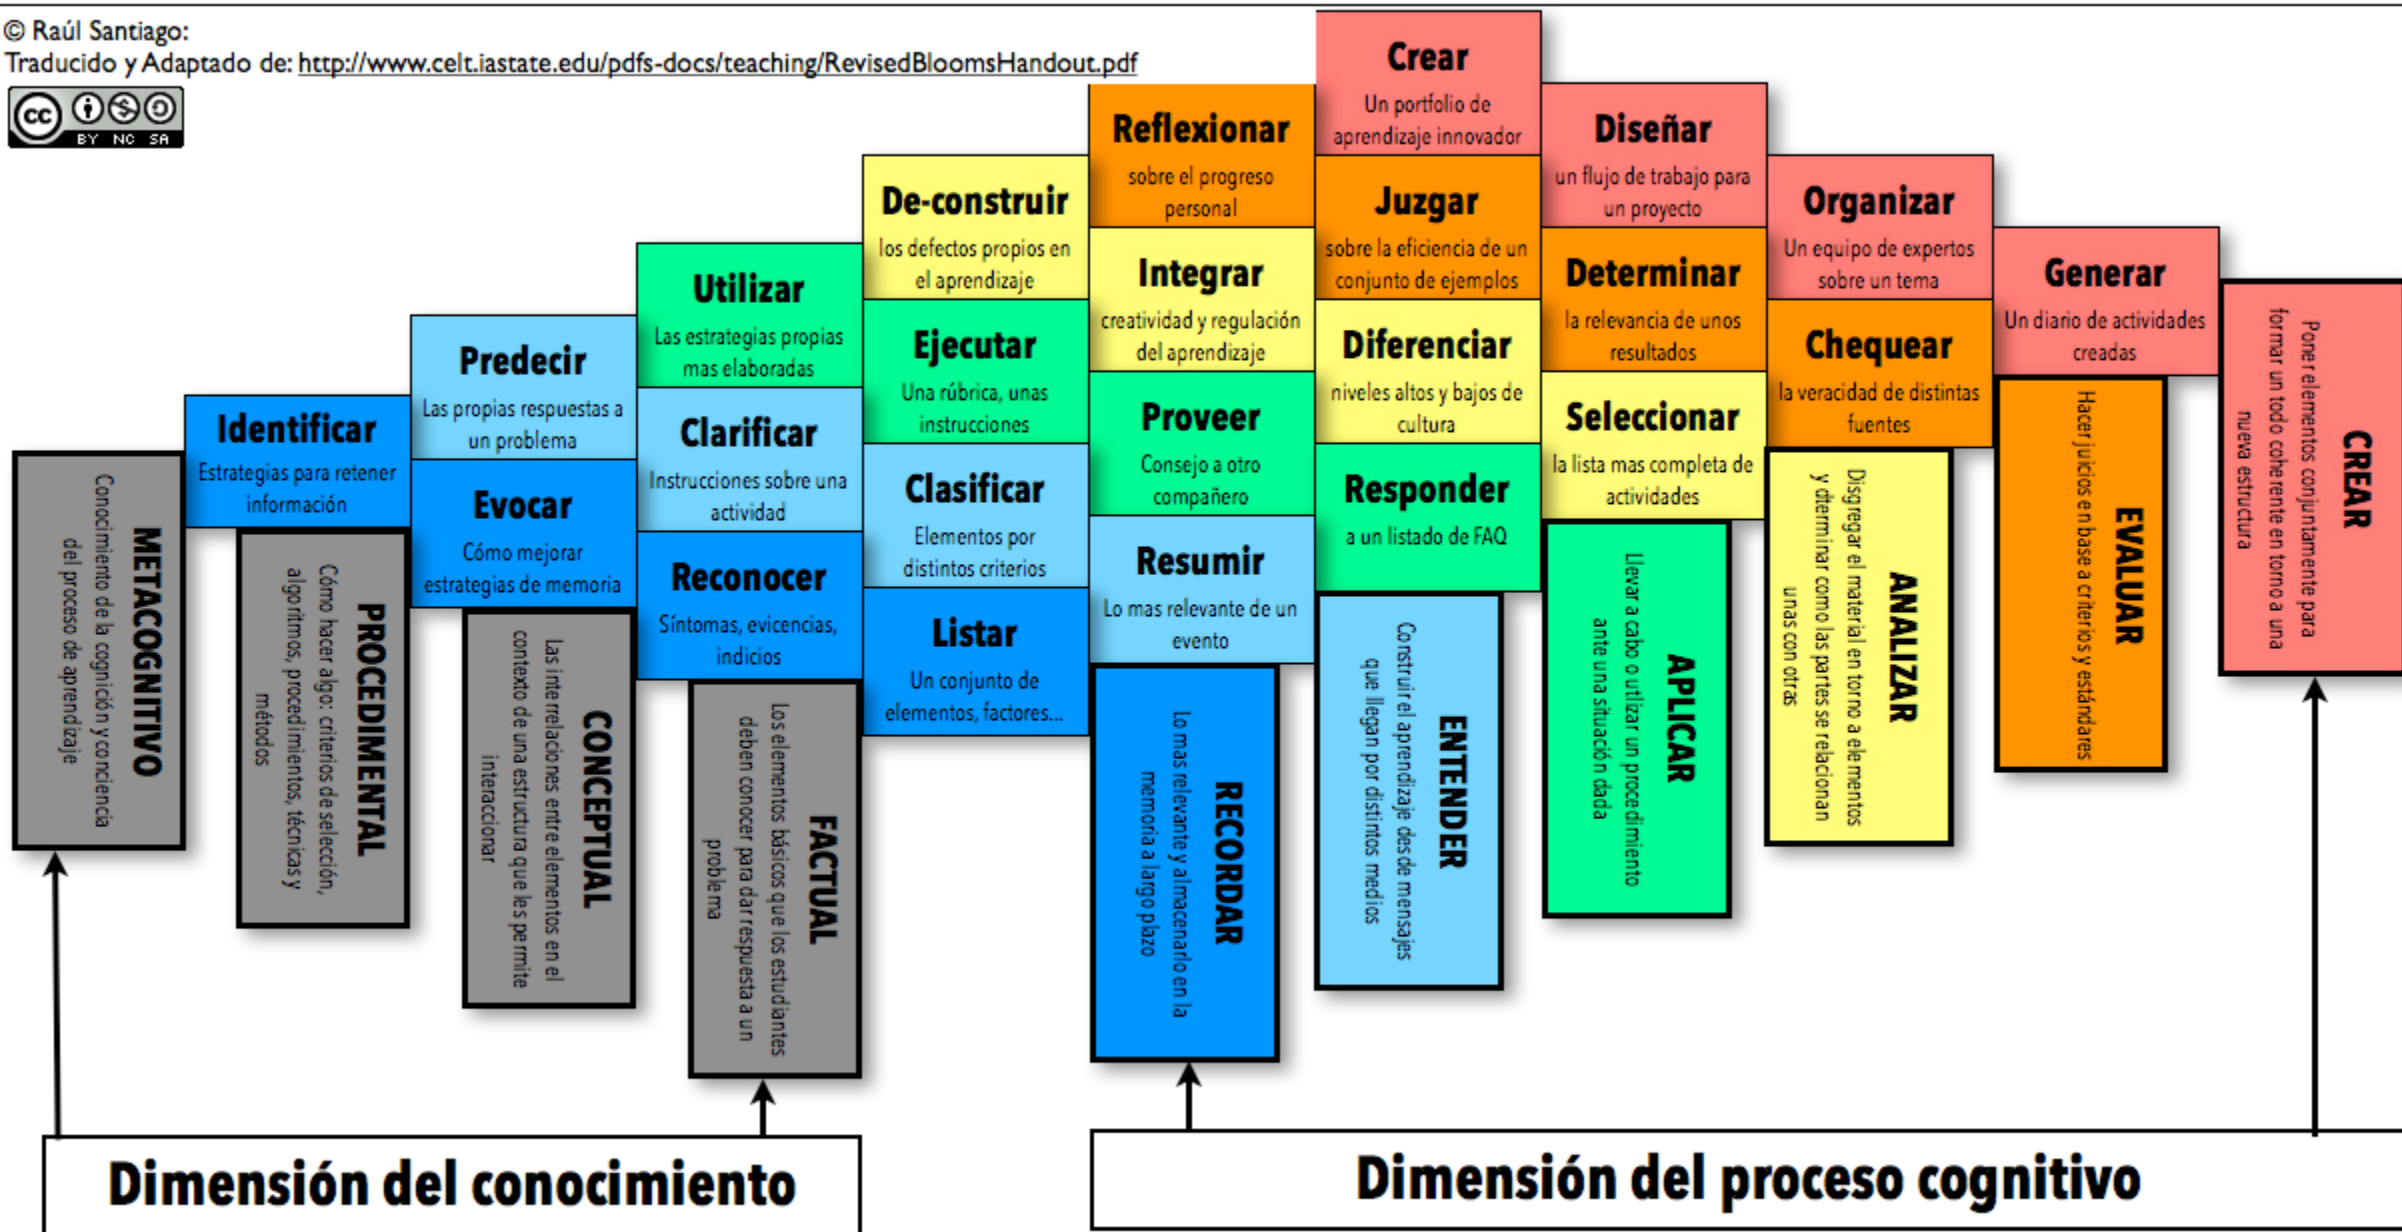 © Raúl Santiago:
Traducido y Adaptado de: http://www.celt.iastate.edu/pdfs-docs/teaching/RevisedBloomsHandout.pdf
cc
BY NC SA
Crear
Un portfolio de
aprendizaje innovador
Reflexionar
sobre el progreso
personal
Diseñar
un flujo de trabajo para
un proyecto
De-construir
los defectos propios en
el aprendizaje
Juzgar
sobre la eficiencia de un
conjunto de ejemplos
Organizar
Un equipo de expertos
sobre un tema
Utilizar
Las estrategias propias
mas elaboradas
Integrar
creatividad y regulación
del aprendizaje
Determinar
la relevancia de unos
resultados
Generar
Un diario de actividades
creadas
Predecir
Las propias respuestas a
un problema
Ejecutar
Una rúbrica, unas
instrucciones
Diferenciar
niveles altos y bajos de
cultura
Chequear
la veracidad de distintas
fuentes
Identificar
Estrategias para retener
información
Clarificar
Instrucciones sobre una
actividad
Proveer
Consejo a otro
compañero
Seleccionar
la lista mas completa de
actividades
Evocar
Cómo mejorar
estrategias de memoria
Clasificar
Elementos por
distintos criterios
Responder
a un listado de FAQ
Reconocer
Síntomas, evicencias,
indicios
Resumir
Lo mas relevante de un
evento
Listar
Un conjunto de
elementos, factores...
METACOGNITIVO
Conocimiento de la cognición y conciencia
del proceso de aprendizaje
PROCEDIMENTAL
Cómo hacer algo: criterios de selección,
algoritmos, procedimientos, técnicas y
métodos
CONCEPTUAL
Las interrelaciones entre elementos en el
contexto de una estructura que les permite
interaccionar
FACTUAL
Los elementos básicos que los estudiantes
deben conocer para dar respuesta a un
problema
RECORDAR
Lo mas relevante y almacenarlo en la
memoria a largo plazo
ENTENDER
Construir el aprendizaje desde mensajes
que llegan por distintos medios
APLICAR
Llevar a cabo o utilizar un procedimiento
ante una situación dada
ANALIZAR
Disgregar el material en torno a elementos
y dterminar como las partes se relacionan
unas con otras
EVALUAR
Hacer juicios en base a criterios y estándares
CREAR
Poner elementos conjuntamente para
formar un todo coherente en torno a una
nueva estructura
Dimensión del conocimiento
Dimensión del proceso cognitivo